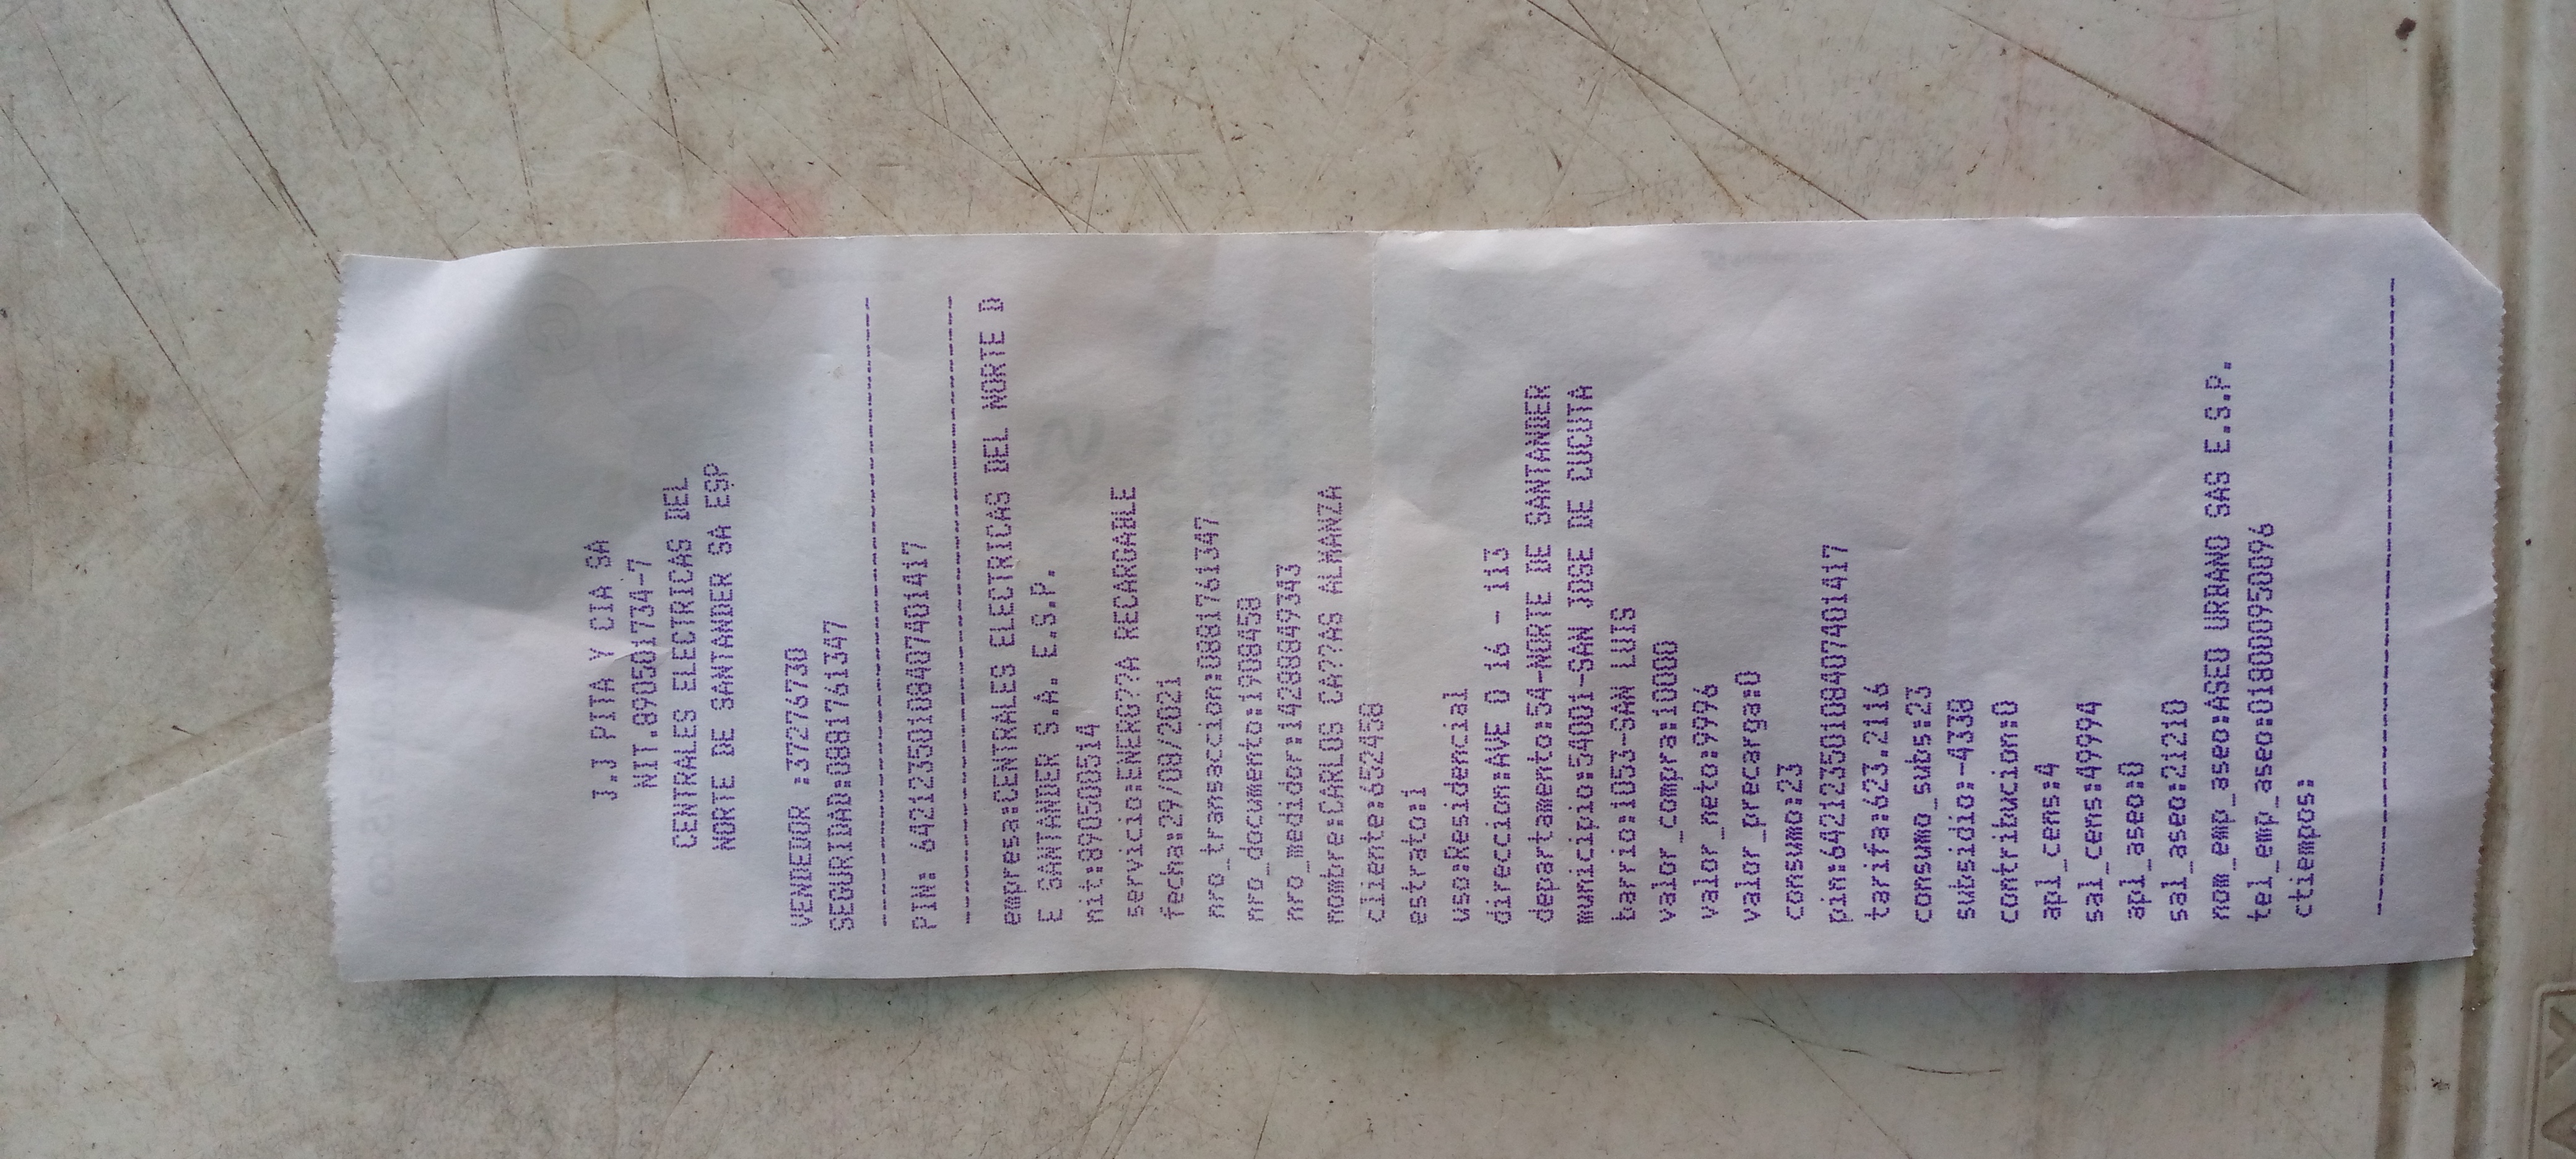 J.J PITA Y CIA SA
NIT.890501734-7
CENTRALES ELECTRICAS DEL
NORTE DE SANTANDER SA ESP
VENDEDOR :37276730
SEGURIDAD:0881761347
PIN: 64212350108407401417
empresa:CENTRALES ELECTRICAS DEL NORTE D
E SANTANDER S.A. E.S.P.
nit:890500514
servicio:ENERG??A RECARGABLE
fecha:29/08/2021
nro_transaccion:0881761347
nro_documento:1908458
nro_medidor:14288849343
nombre:CARLOS CA??AS ALMANZA
cliente:652458
estrato:1
uso:Residencial
direccion:AVE 0 16 - 113
departamento:54-NORTE DE SANTANDER
municipio:54001-SAN JOSE DE CUCUTA
barrio:1053-SAN LUIS
valor_compra:10000
valor_neto:9996
valor_precarga:0
consumo:23
pin:64212350108407401417
tarifa:623.2116
consumo_subs:23
subsidio:-4338
contribucion:0
apl_cens:4
sal_cens:49994
apl_aseo:0
sal_aseo:21210
nom_emp_aseo:ASEO URBANO SAS E.S.P.
tel_emp_aseo:018000950096
ctiempos: